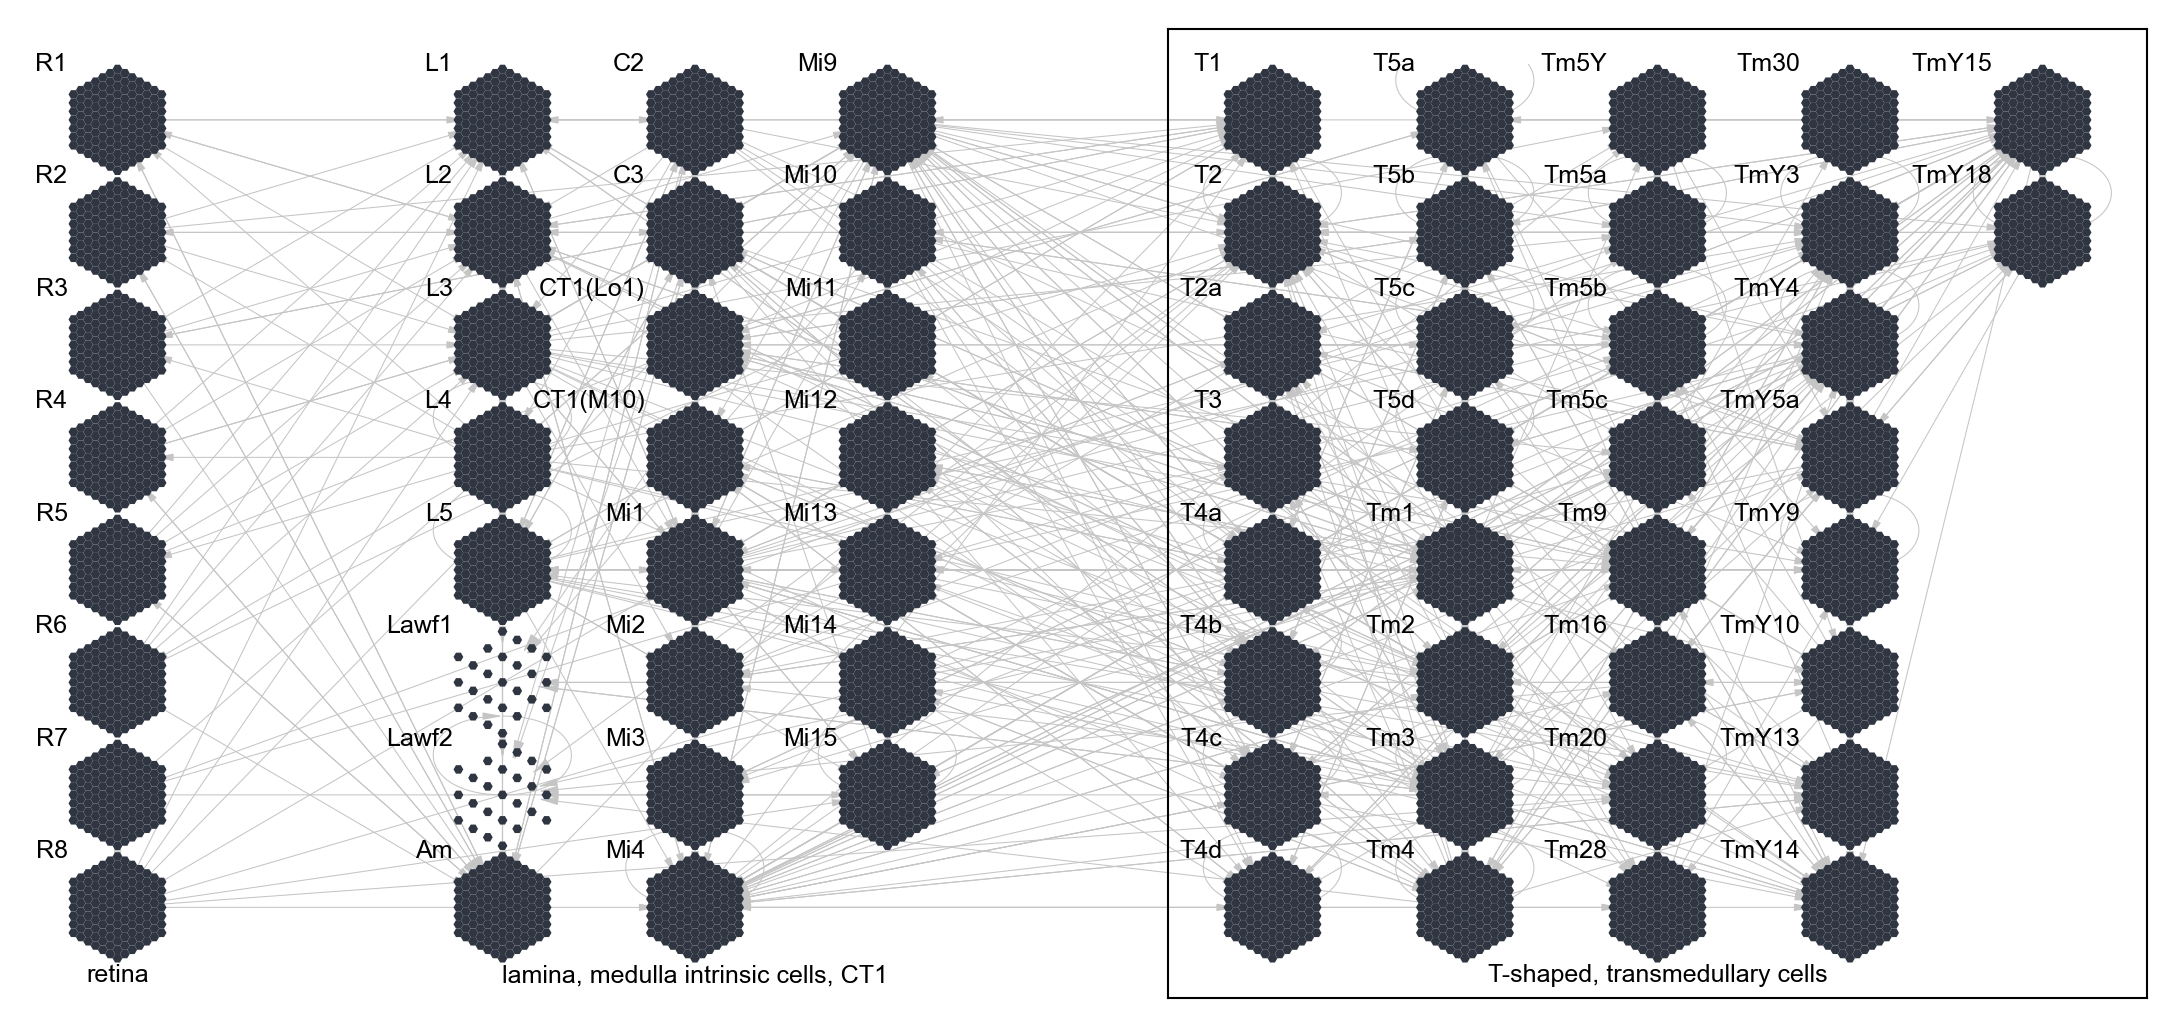 R1 L1 C2 Mi9 T1 T5a Tm5Y Tm30 TmY15
R2 L2 C3 Mi10 T2 T5b Tm5a TmY3 TmY18
R3 L3 CT1(Lo1) Mi11 T2a T5c Tm5b TmY4
R4 L4 CT1(M10) Mi12 T3 T5d Tm5c TmY5a
R5 L5 Mi1 Mi13 T4a Tm1 Tm9 TmY9
R6 Lawf1 Mi2 Mi14 T4b Tm2 Tm16 TmY10
R7 Lawf2 Mi3 Mi15 T4c Tm3 Tm20 TmY13
R8 Am Mi4 T4d Tm4 Tm28 TmY14
retina lamina, medulla intrinsic cells, CT1 T-shaped, transmedullary cells